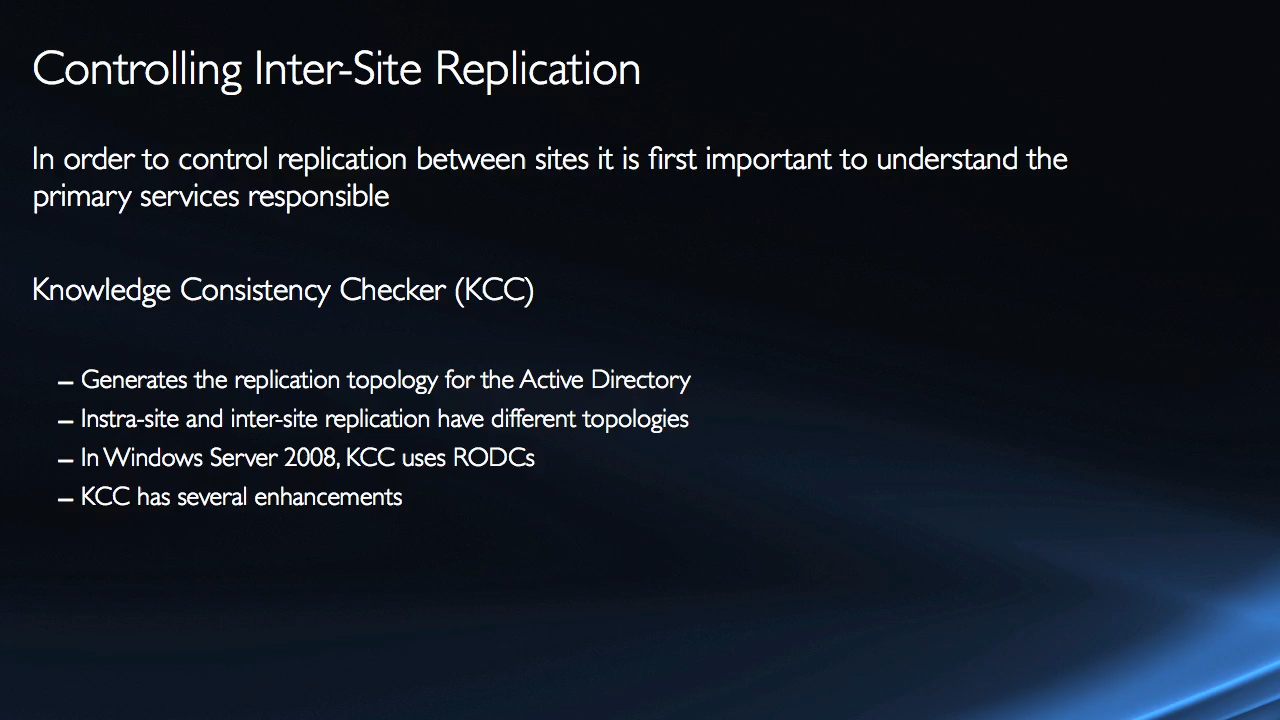 Controlling Inter-Site Replication
In order to control replication between sites it is first important to understand the
primary services responsible
Knowledge Consistency Checker (KCC)
– Generates the replication topology for the Active Directory
– Instra-site and inter-site replication have different topologies
– In Windows Server 2008, KCC uses RODCs
– KCC has several enhancements